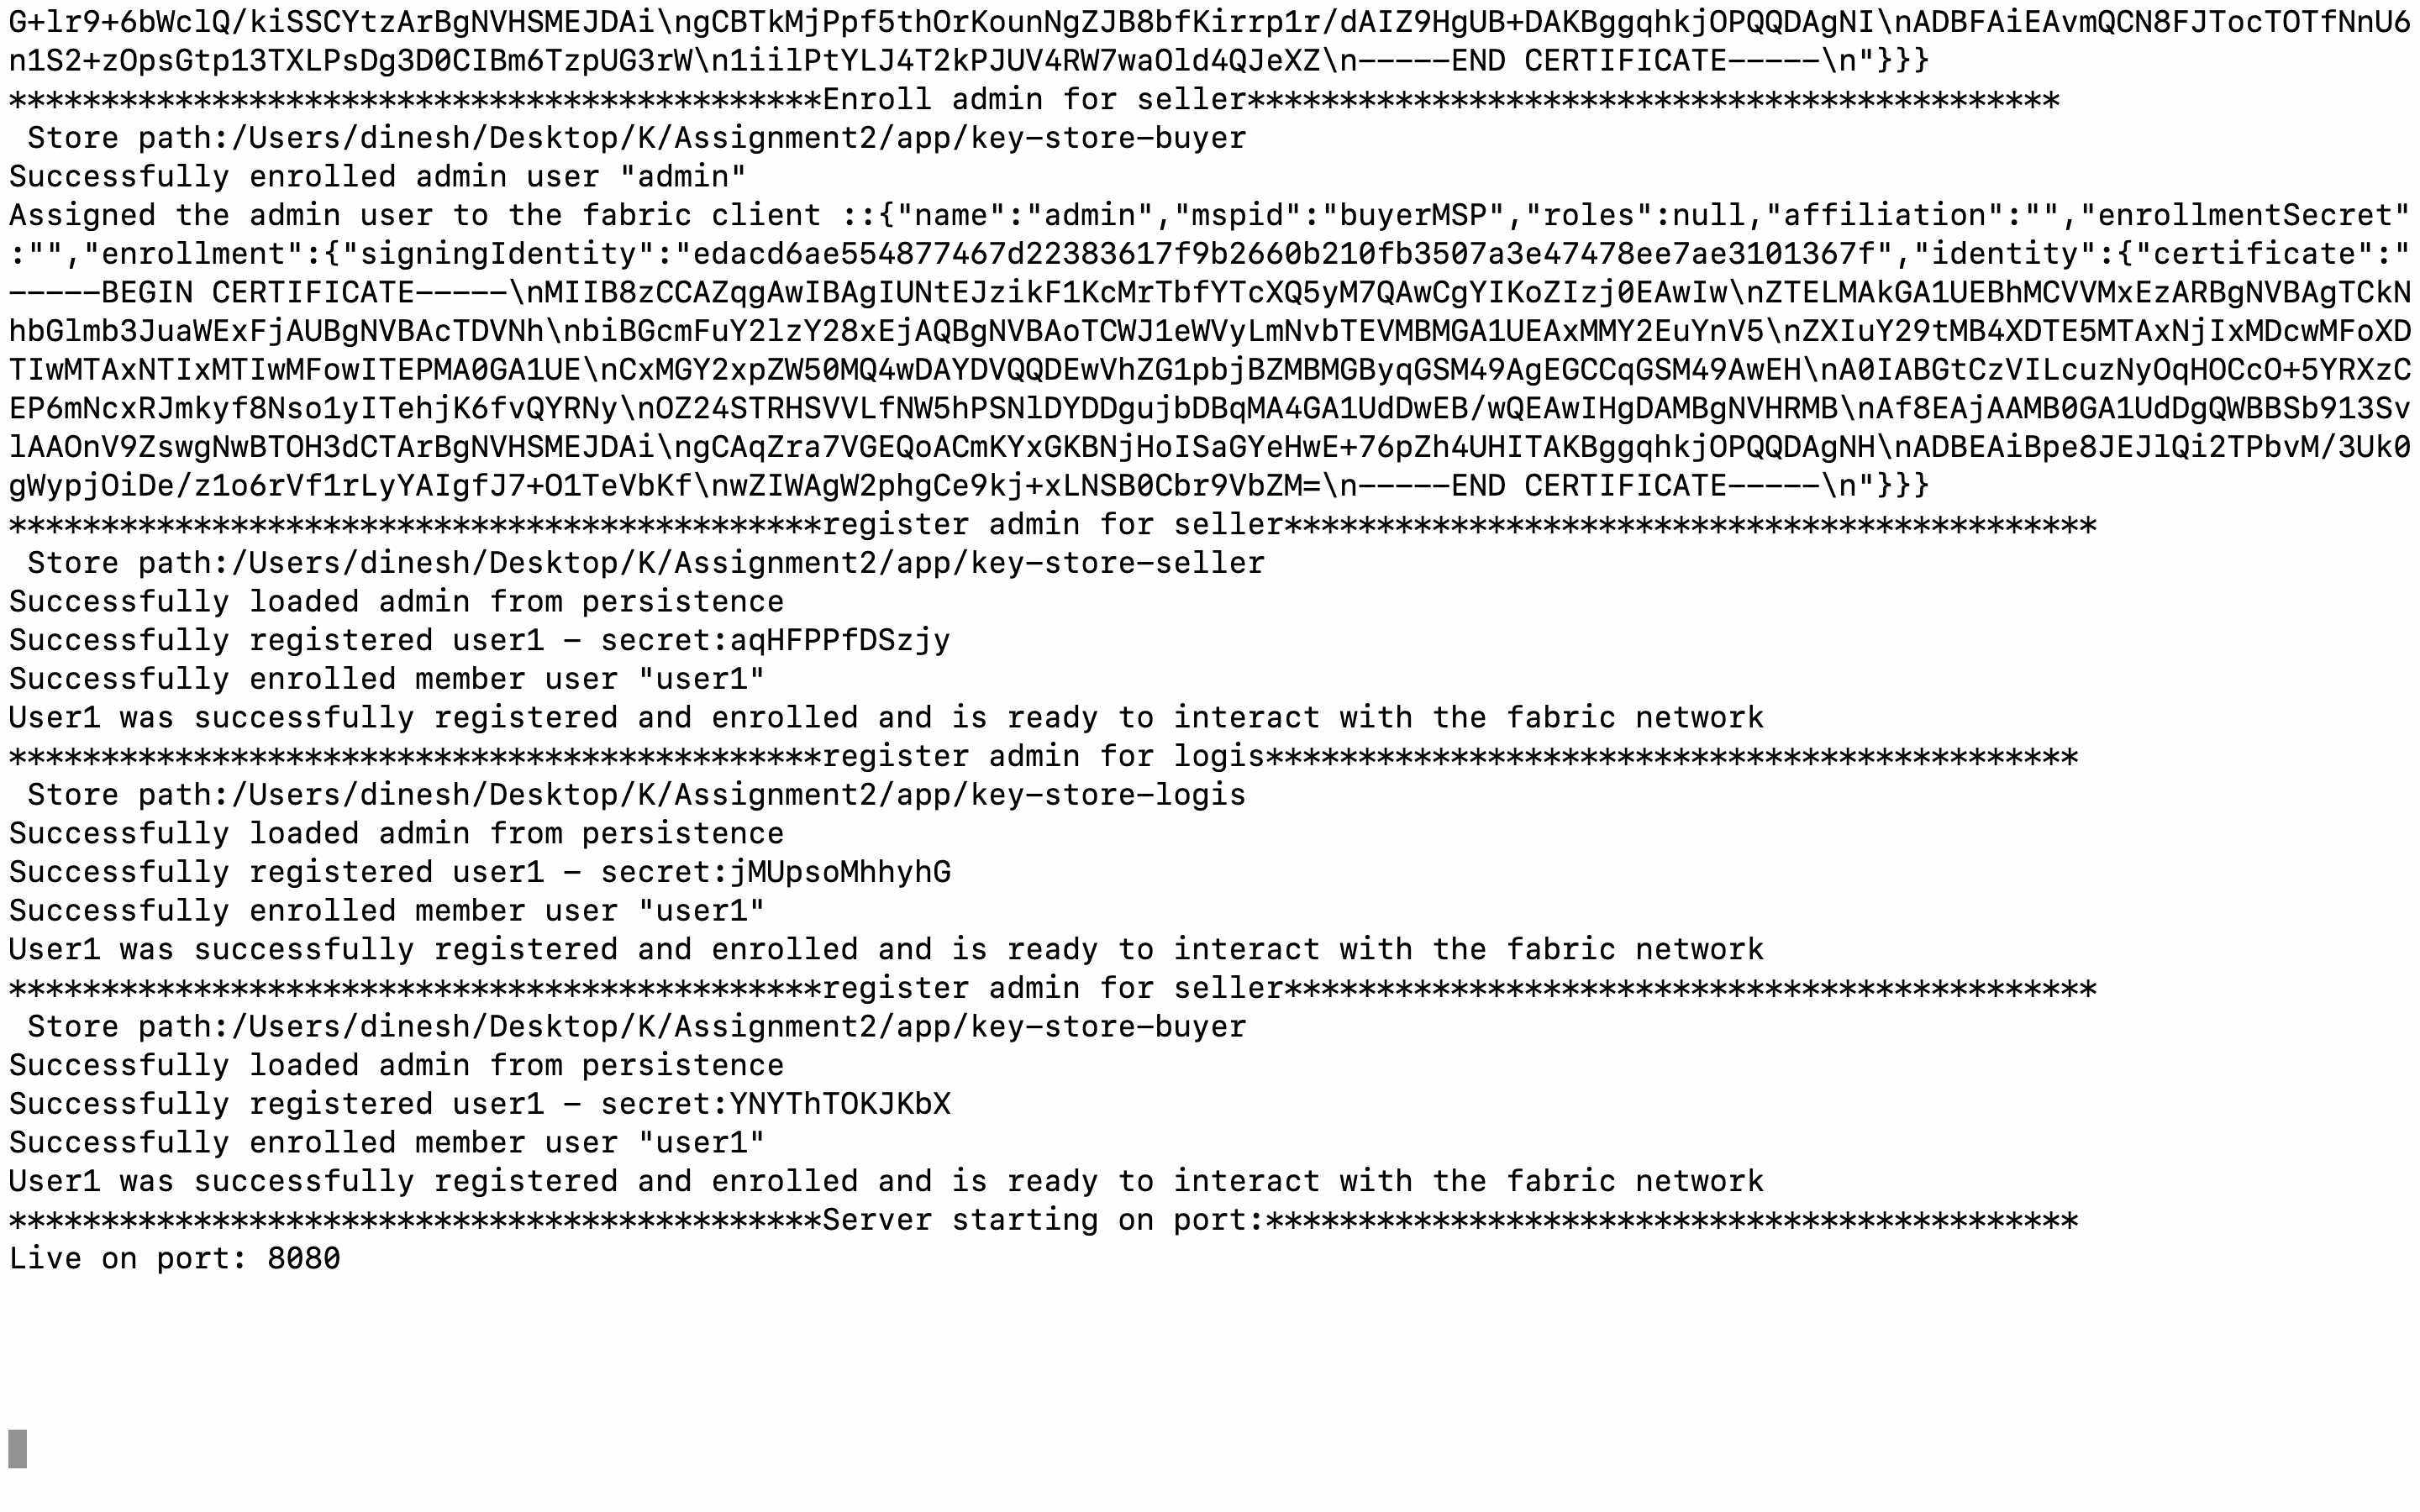 G+lr9+6bWclQ/kiSSCYtzArBgNVHSMEJDAi\ngCBTkMjPpf5thOrKounNgZJB8bfKirrp1r/dAIZ9HgUB+DAKBggqhkjOPQQDAgNI\nADBFAiEAvmQCN8FJTocTOTfNnU6
n1S2+zOpsGtp13TXLPsDg3D0CIBm6TzpUG3rW\n1iilPtYLJ4T2kPJUV4RW7waOld4QJeXZ\n-----END CERTIFICATE-----\n"}}}
********************************************Enroll admin for seller********************************************
 Store path:/Users/dinesh/Desktop/K/Assignment2/app/key-store-buyer
Successfully enrolled admin user "admin"
Assigned the admin user to the fabric client ::{"name":"admin","mspid":"buyerMSP","roles":null,"affiliation":"","enrollmentSecret"
:"","enrollment":{"signingIdentity":"edacd6ae554877467d22383617f9b2660b210fb3507a3e47478ee7ae3101367f","identity":{"certificate":"
-----BEGIN CERTIFICATE-----\nMIIB8zCCAZqgAwIBAgIUNtEJzikF1KcMrTbfYTcXQ5yM7QAwCgYIKoZIzj0EAwIw\nZTELMAkGA1UEBhMCVVMxEzARBgNVBAgTCkN
hbGlmb3JuaWExFjAUBgNVBAcTDVNh\nbiBGcmFuY2lzY28xEjAQBgNVBAoTCWJ1eWVyLmNvbTEVMBMGA1UEAxMMY2EuYnV5\nZXIuY29tMB4XDTE5MTAxNjIxMDcwMFoXD
TIwMTAxNTIxMTIwMFowITEPMA0GA1UE\nCxMGY2xpZW50MQ4wDAYDVQQDEwVhZG1pbjBZMBMGByqGSM49AgEGCCqGSM49AwEH\nA0IABGtCzVILcuzNyOqHOCcO+5YRXzC
EP6mNcxRJmkyf8Nso1yITehjK6fvQYRNy\nOZ24STRHSVVLfNW5hPSNlDYDDgujbDBqMA4GA1UdDwEB/wQEAwIHgDAMBgNVHRMB\nAf8EAjAAMB0GA1UdDgQWBBSb913Sv
lAAOnV9ZswgNwBTOH3dCTArBgNVHSMEJDAi\ngCAqZra7VGEQoACmKYxGKBNjHoISaGYeHwE+76pZh4UHITAKBggqhkjOPQQDAgNH\nADBEAiBpe8JEJlQi2TPbvM/3Uk0
gWypjOiDe/z1o6rVf1rLyYAIgfJ7+O1TeVbKf\nwZIWAgW2phgCe9kj+xLNSB0Cbr9VbZM=\n-----END CERTIFICATE-----\n"}}}
********************************************register admin for seller********************************************
 Store path:/Users/dinesh/Desktop/K/Assignment2/app/key-store-seller
Successfully loaded admin from persistence
Successfully registered user1 - secret:aqHFPPfDSzjy
Successfully enrolled member user "user1"
User1 was successfully registered and enrolled and is ready to interact with the fabric network
********************************************register admin for logis********************************************
 Store path:/Users/dinesh/Desktop/K/Assignment2/app/key-store-logis
Successfully loaded admin from persistence
Successfully registered user1 - secret:jMUpsoMhhyhG
Successfully enrolled member user "user1"
User1 was successfully registered and enrolled and is ready to interact with the fabric network
********************************************register admin for seller********************************************
 Store path:/Users/dinesh/Desktop/K/Assignment2/app/key-store-buyer
Successfully loaded admin from persistence
Successfully registered user1 - secret:YNYThTOKJKbX
Successfully enrolled member user "user1"
User1 was successfully registered and enrolled and is ready to interact with the fabric network
********************************************Server starting on port:********************************************
Live on port: 8080